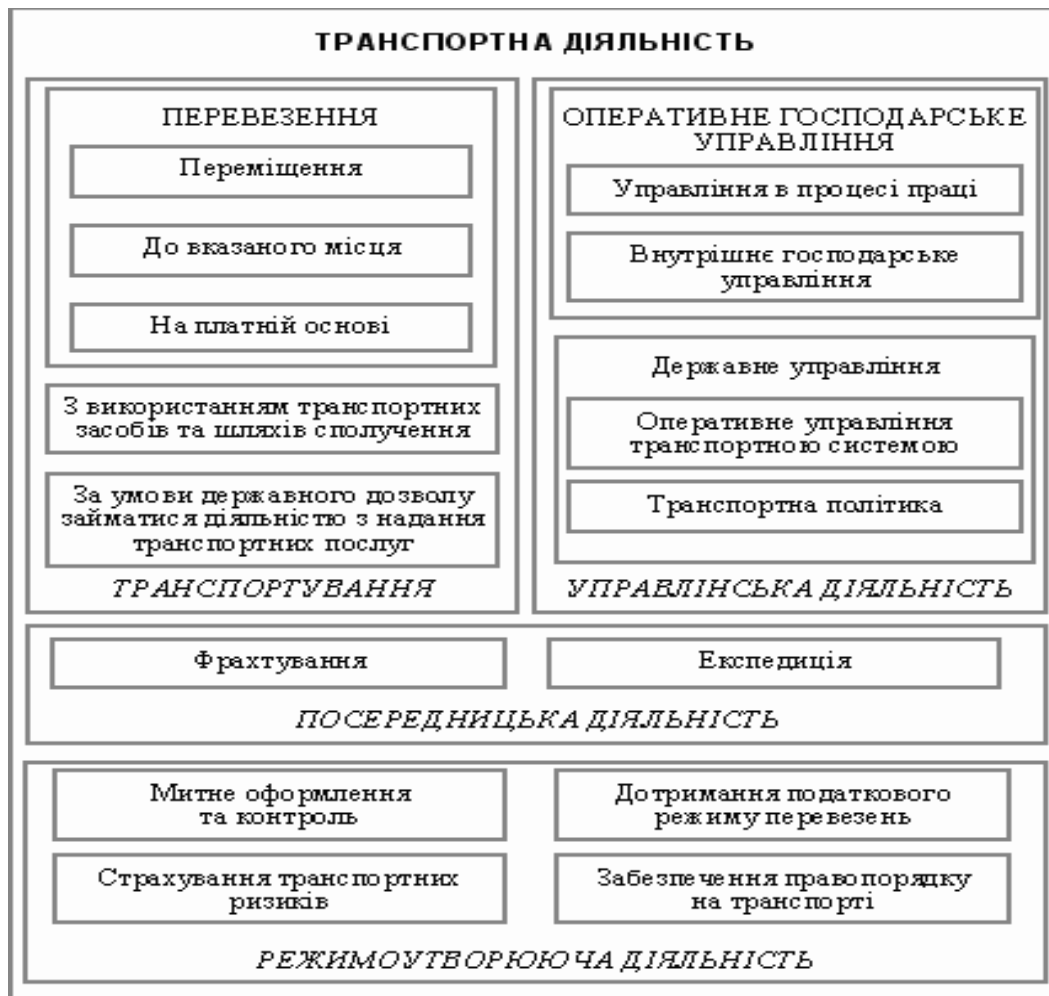 ТРАНСПОРТНА ДІЯЛЬНІСТЬ
ПЕРЕВЕЗЕННЯ
Переміщення
До вказаного місця
На платній основі
З використанням транспортних
засобів та шляхів сполучення
За умови державного дозволу
займатися діяльністю з надання
транспортних послуг
ТРАНСПОРТУВАННЯ
ОПЕРАТИВНЕ ГОСПОДАРСЬКЕ
УПРАВЛІННЯ
Управління в процесі праці
Внутрішнє господарське
управління
Державне управління
Оперативне управління
транспортною системою
Транспортна політика
УПРАВЛІНСЬКА ДІЯЛЬНІСТЬ
Фрахтування
Експедиція
ПОСЕРЕДНИЦЬКА ДІЯЛЬНІСТЬ
Митне оформлення
та контроль
Дотримання податкового
режиму перевезень
Страхування транспортних
ризиків
Забезпечення правопорядку
на транспорті
РЕЖИМОУТВОРЮЮЧА ДІЯЛЬНІСТЬ